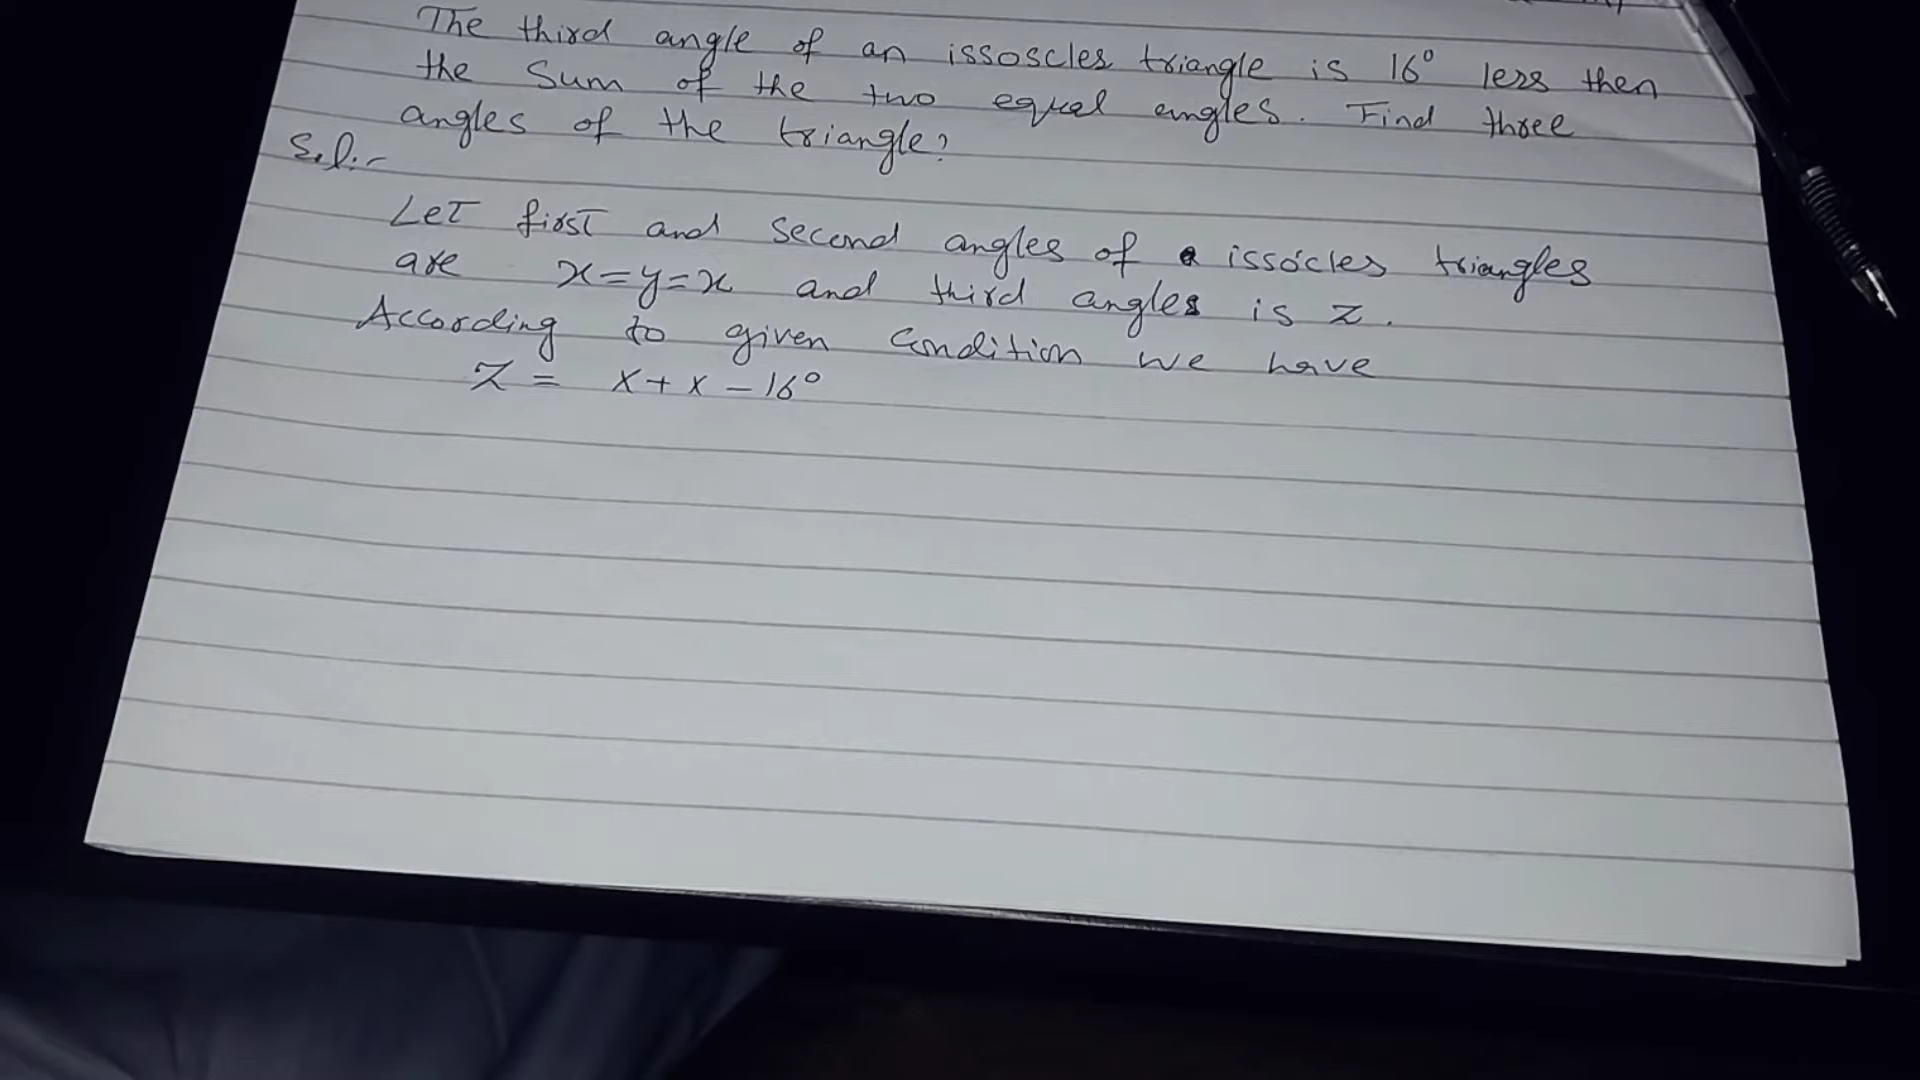 The third angle of an issoscles triangle is 16° less then
the sum of the two equal angles. Find three
angles of the triangle?
Sol:-
Let first and second angles of a issocles triangles
are x=y=x and third angles is z.
According to given condition we have
z = x+x-16°